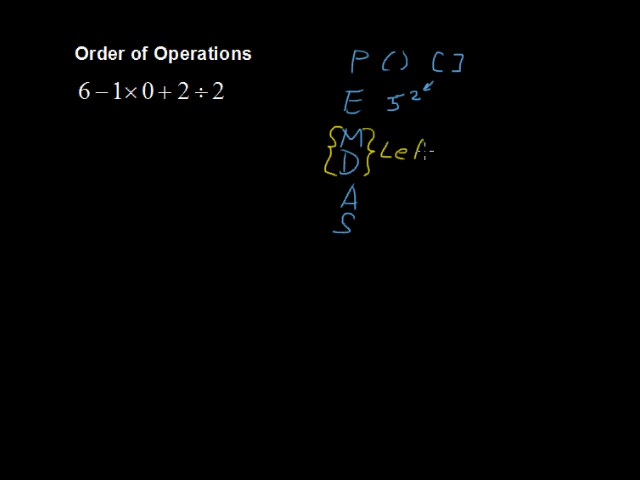 Order of Operations
6 − 1 × 0 + 2 ÷ 2
P ( ) [ ]
E 5²
M
D
A
S